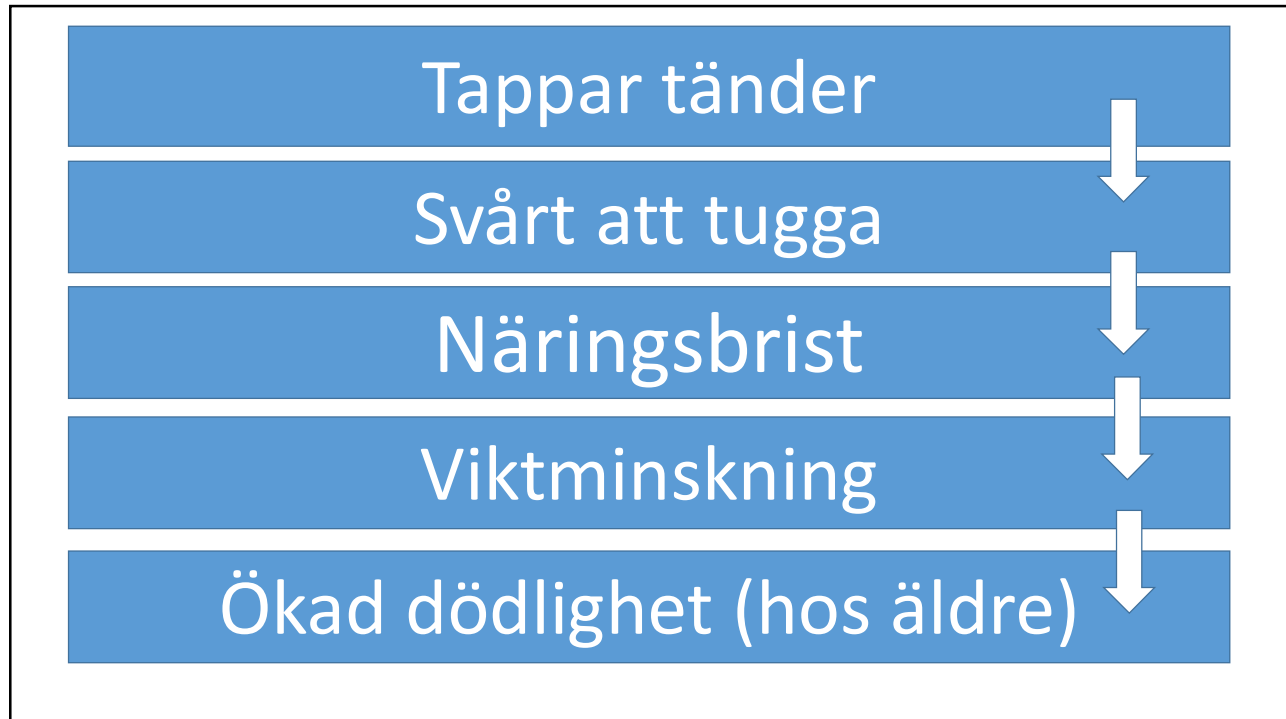 Tappar tänder
Svårt att tugga
Näringsbrist
Viktminskning
Ökad dödlighet (hos äldre)